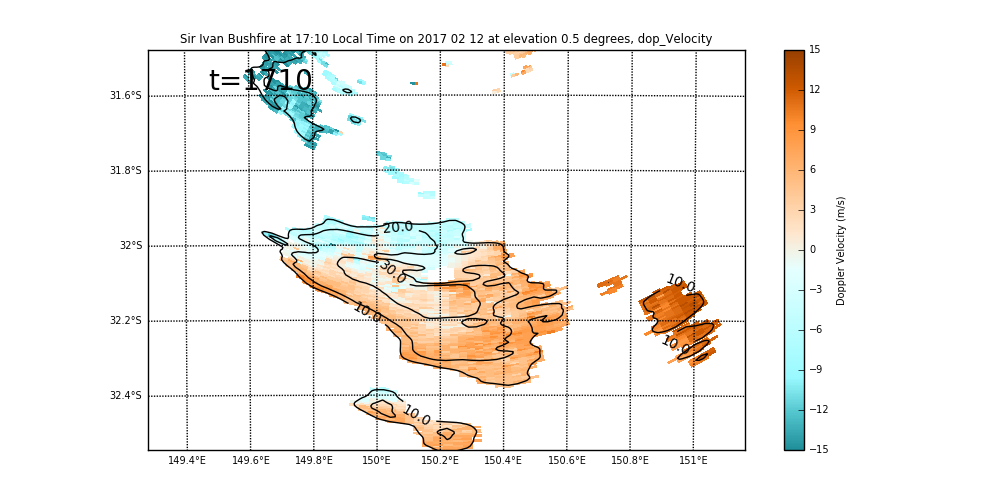 Sir Ivan Bushfire at 17:10 Local Time on 2017 02 12 at elevation 0.5 degrees, dop_Velocity
t=1710
31.6°S
31.8°S
32°S
32.2°S
32.4°S
149.4°E 149.6°E 149.8°E 150°E 150.2°E 150.4°E 150.6°E 150.8°E 151°E
20.0
30.0
10.0
10.0
10.0
10.0
15
12
9
6
3
0
−3
−6
−9
−12
−15
Doppler Velocity (m/s)